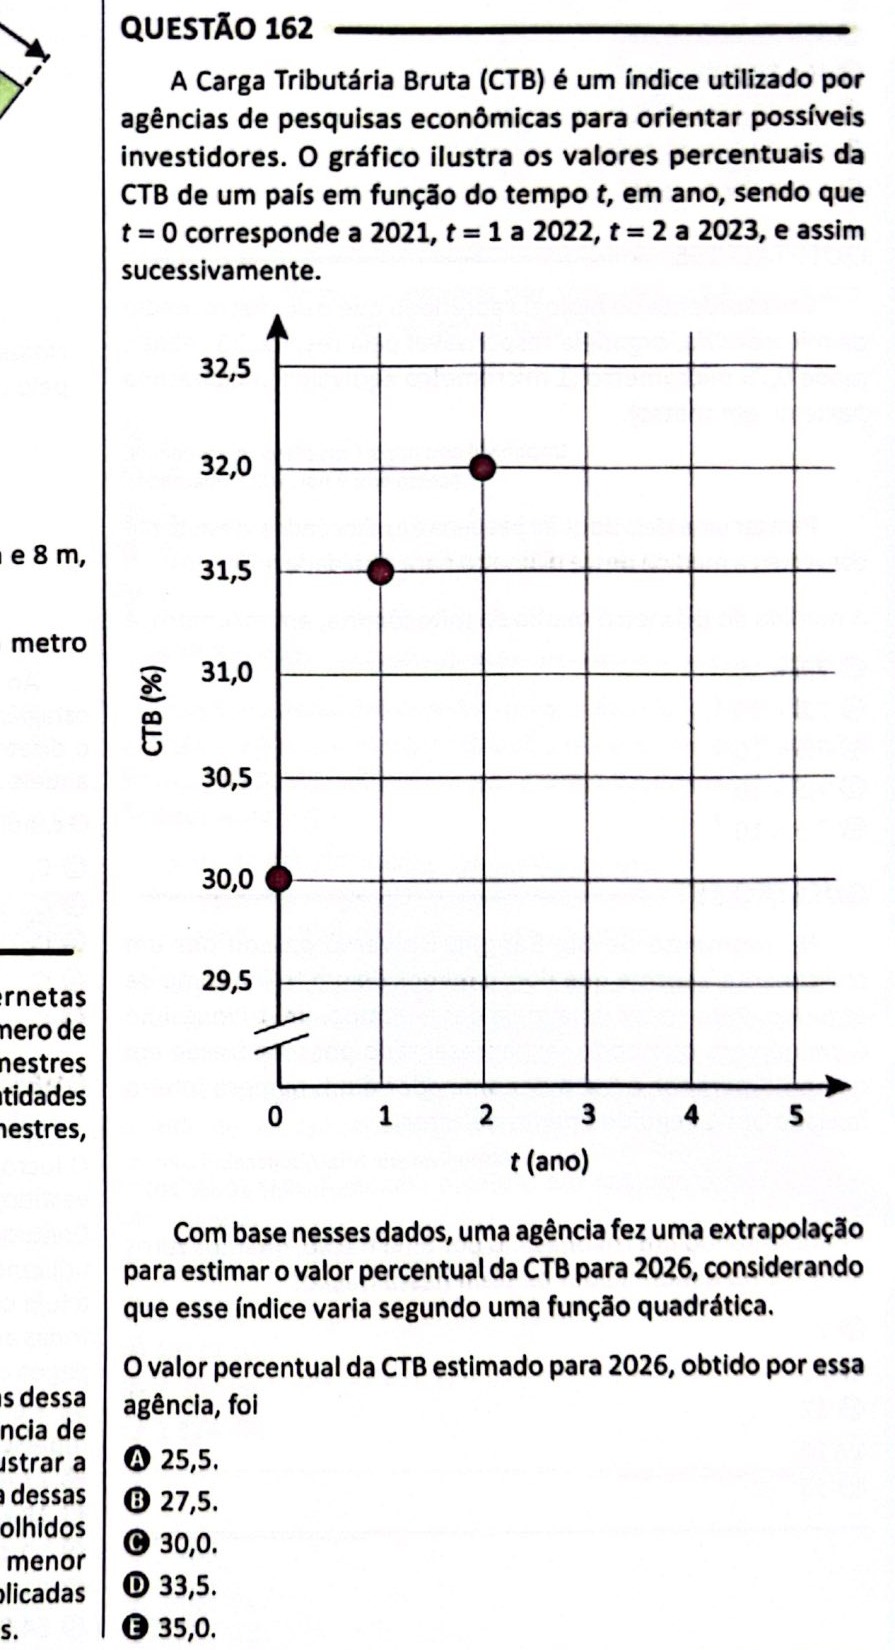 QUESTÃO 162
A Carga Tributária Bruta (CTB) é um índice utilizado por
agências de pesquisas econômicas para orientar possíveis
investidores. O gráfico ilustra os valores percentuais da
CTB de um país em função do tempo t, em ano, sendo que
t = 0 corresponde a 2021, t = 1 a 2022, t = 2 a 2023, e assim
sucessivamente.
32,5
32,0
31,5
31,0
30,5
30,0
29,5
CTB (%)
0 1 2 3 4 5
t (ano)
Com base nesses dados, uma agência fez uma extrapolação
para estimar o valor percentual da CTB para 2026, considerando
que esse índice varia segundo uma função quadrática.
O valor percentual da CTB estimado para 2026, obtido por essa
agência, foi
A 25,5.
B 27,5.
C 30,0.
D 33,5.
E 35,0.
e 8 m,
metro
ernetas
mero de
mestres
ntidades
nestres,
as dessa
ncia de
ustrar a
a dessas
olhidos
menor
olicadas
s.